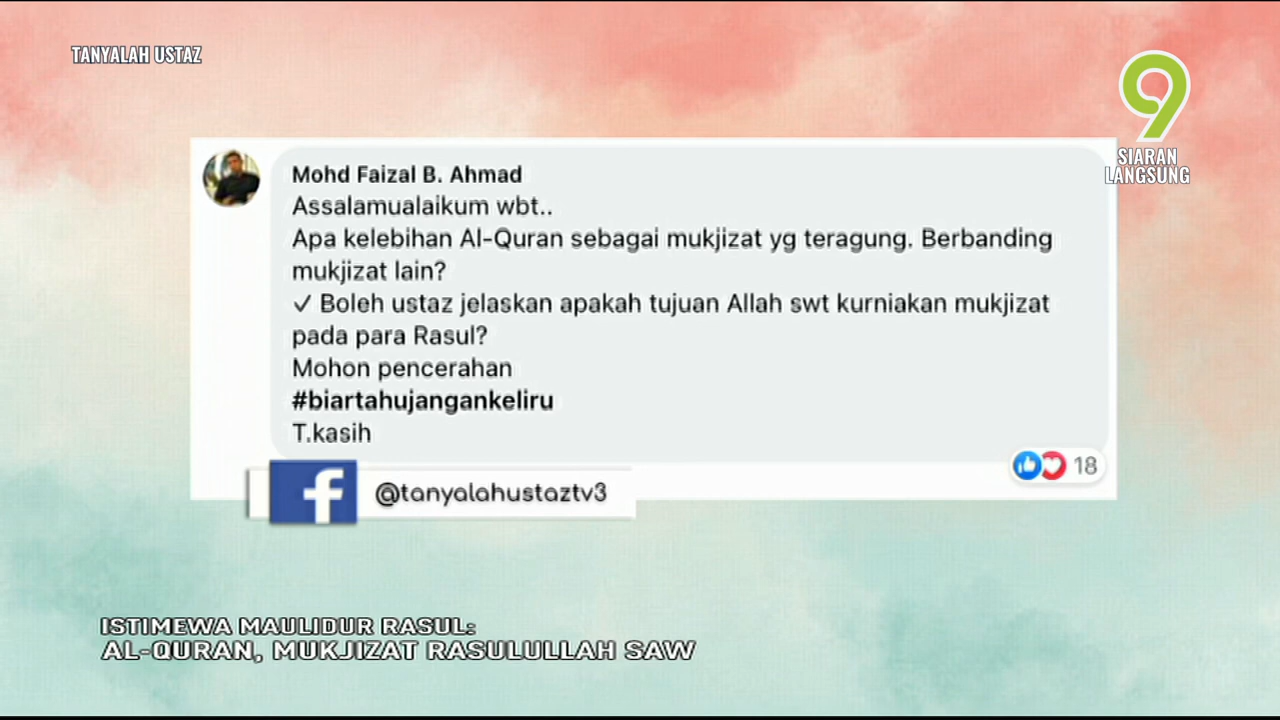 TANYALAH USTAZ
9
SIARAN
LANGSUNG
Mohd Faizal B. Ahmad
Assalamualaikum wbt..
Apa kelebihan Al-Quran sebagai mukjizat yg teragung. Berbanding
mukjizat lain?
✓ Boleh ustaz jelaskan apakah tujuan Allah swt kurniakan mukjizat
pada para Rasul?
Mohon pencerahan
#biartahujangankeliru
T.kasih
18
f @tanyalahustaztv3
ISTIMEWA MAULIDUR RASUL:
AL-QURAN, MUKJIZAT RASULULLAH SAW